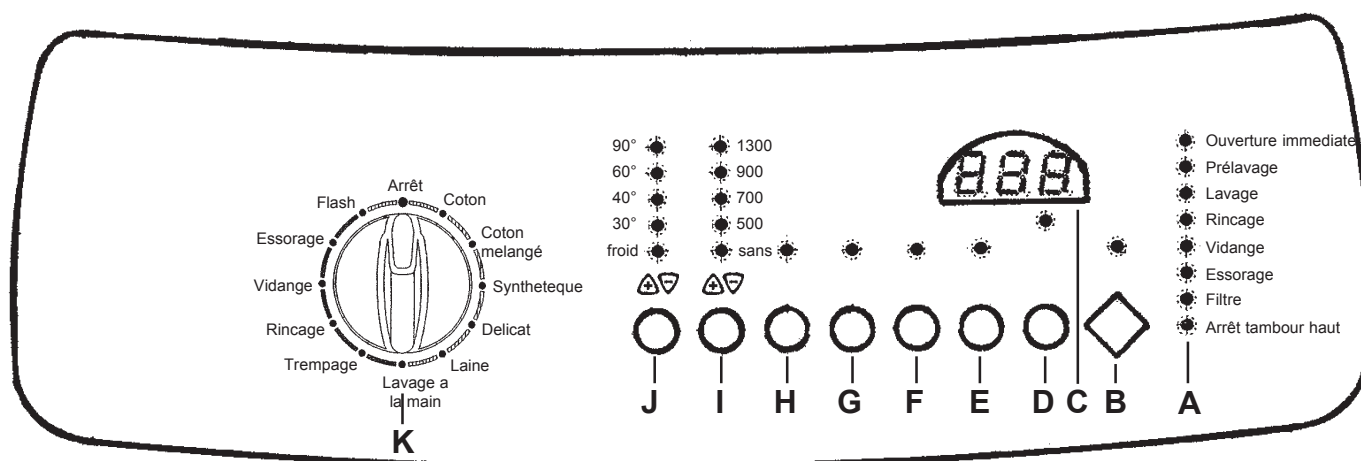 Arrêt
Coton
Coton
melangé
Syntheteque
Delicat
Laine
Lavage a
la main
Trempage
Rincage
Vidange
Essorage
Flash
K
90°
60°
40°
30°
froid
+ −
J
1300
900
700
500
sans
+ −
I
H
G
F
E
D
C
B
Ouverture immediate
Prélavage
Lavage
Rincage
Vidange
Essorage
Filtre
Arrêt tambour haut
A